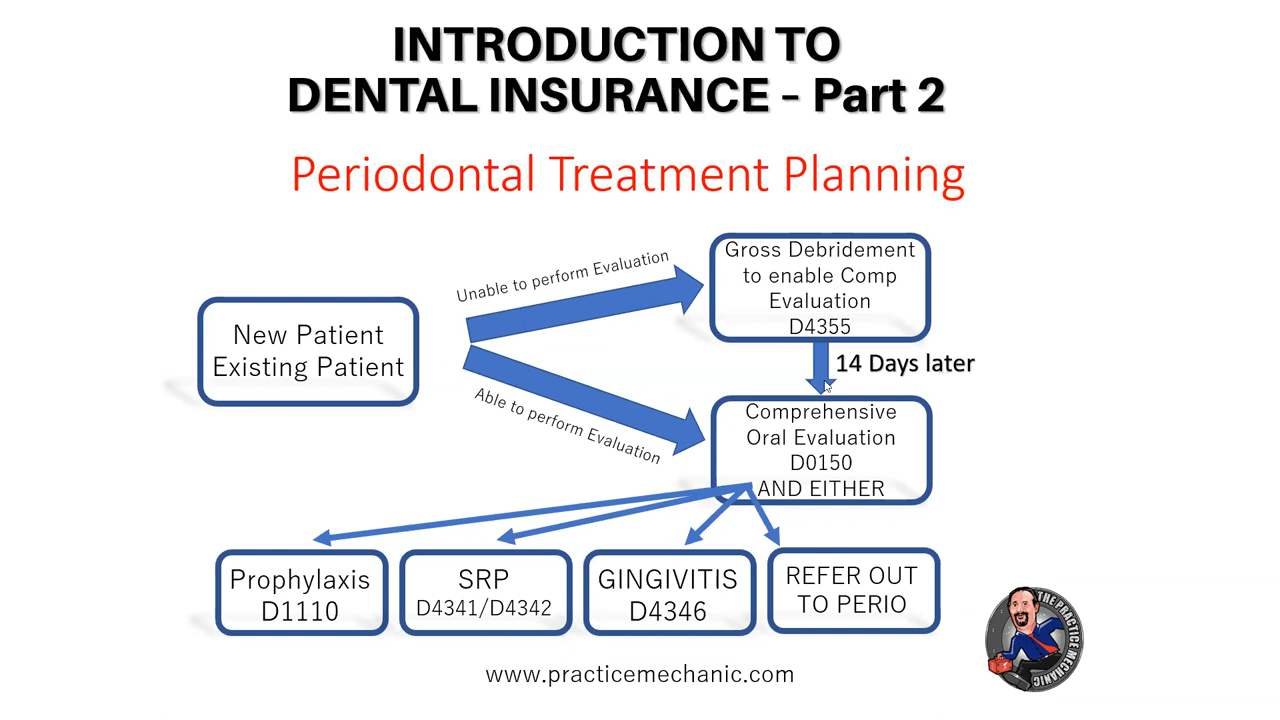 INTRODUCTION TO
DENTAL INSURANCE – Part 2
Periodontal Treatment Planning
New Patient
Existing Patient
Unable to perform Evaluation
Able to perform Evaluation
Gross Debridement
to enable Comp
Evaluation
D4355
14 Days later
Comprehensive
Oral Evaluation
D0150
AND EITHER
Prophylaxis
D1110
SRP
D4341/D4342
GINGIVITIS
D4346
REFER OUT
TO PERIO
THE PRACTICE MECHANIC
www.practicemechanic.com